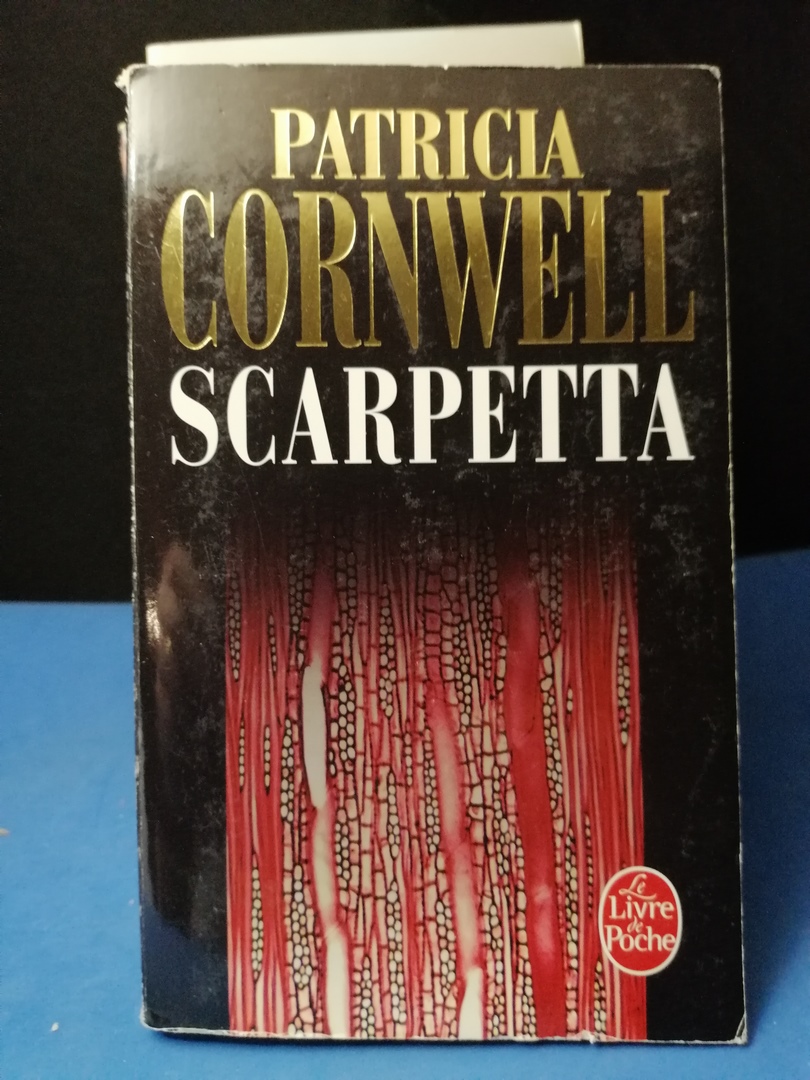 PATRICIA
CORNWELL
SCARPETTA
Le
Livre
de
Poche